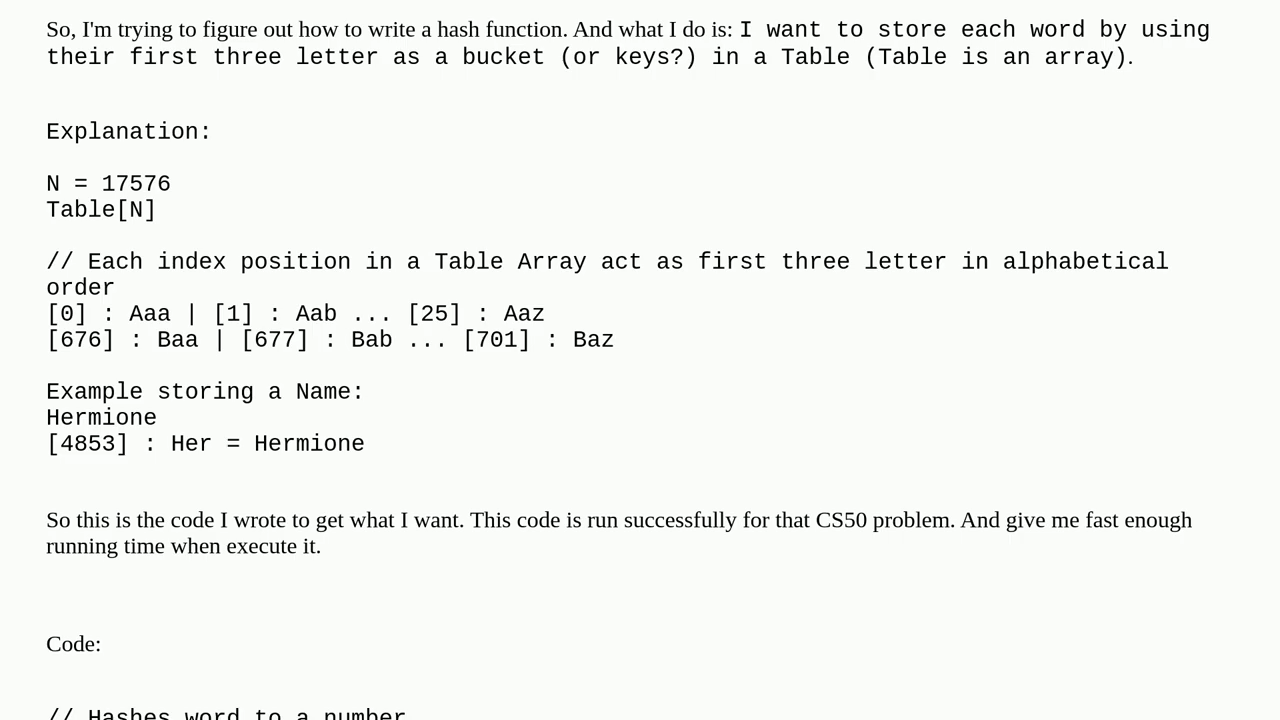 So, I'm trying to figure out how to write a hash function. And what I do is: I want to store each word by using
their first three letter as a bucket (or keys?) in a Table (Table is an array).
Explanation:
N = 17576
Table[N]
// Each index position in a Table Array act as first three letter in alphabetical
order
[0] : Aaa | [1] : Aab ... [25] : Aaz
[676] : Baa | [677] : Bab ... [701] : Baz
Example storing a Name:
Hermione
[4853] : Her = Hermione
So this is the code I wrote to get what I want. This code is run successfully for that CS50 problem. And give me fast enough
running time when execute it.
Code:
// Hashes word to a number